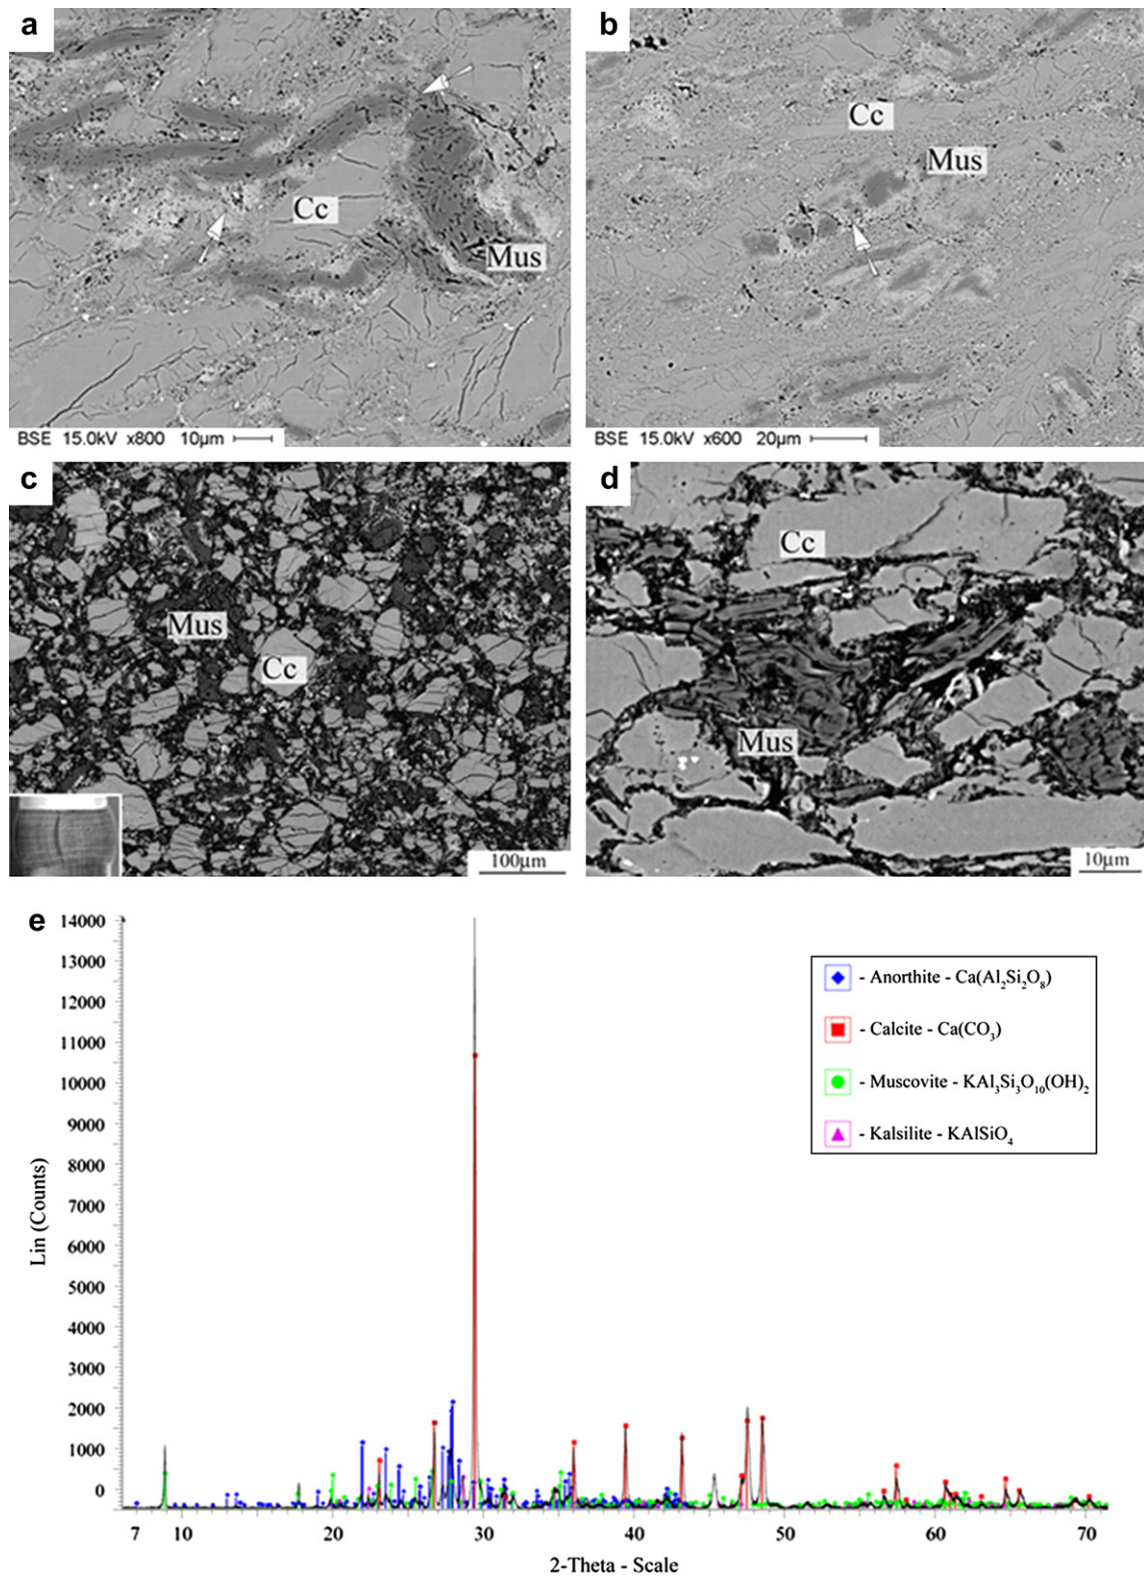 a
Cc
Mus
BSE 15.0kV x800 10μm
b
Cc
Mus
BSE 15.0kV x600 20μm
c
Mus
Cc
100μm
d
Cc
Mus
10μm
e
14000
13000
12000
11000
10000
9000
8000
7000
6000
5000
4000
3000
2000
1000
0
Lin (Counts)
- Anorthite - Ca(Al₂Si₂O₈)
- Calcite - Ca(CO₃)
- Muscovite - KAl₃Si₃O₁₀(OH)₂
- Kalsilite - KAlSiO₄
7 10 20 30 40 50 60 70
2-Theta - Scale